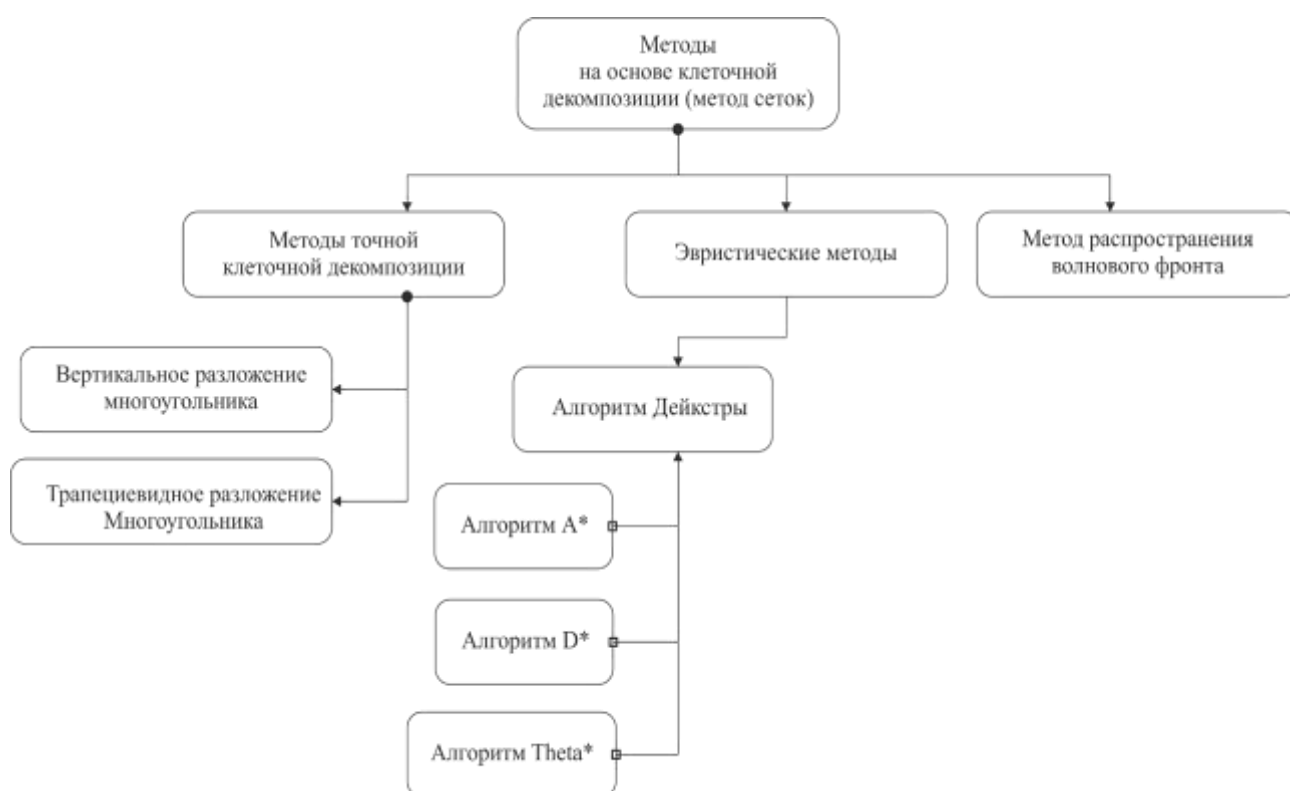 Методы
на основе клеточной
декомпозиции (метод сеток)
Методы точной
клеточной декомпозиции
Эвристические методы
Метод распространения
волнового фронта
Вертикальное разложение
многоугольника
Алгоритм Дейкстры
Трапециевидное разложение
Многоугольника
Алгоритм A*
Алгоритм D*
Алгоритм Theta*